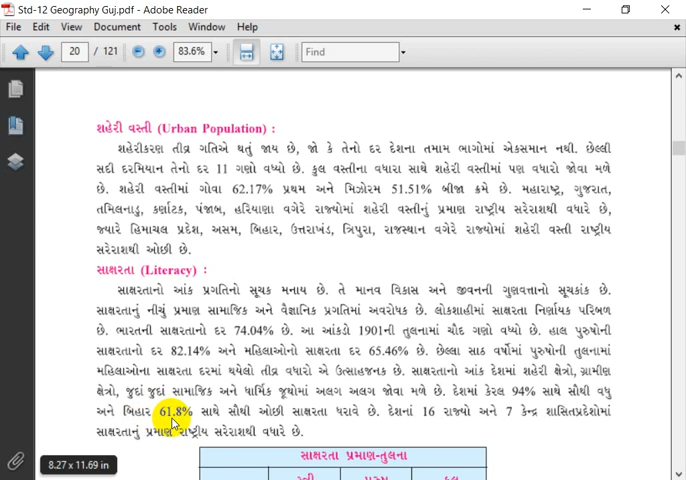 Std-12 Geography Guj.pdf - Adobe Reader
File Edit View Document Tools Window Help
20 / 121 83.6% Find
શહેરી વસ્તી (Urban Population) :
શહેરીકરણ તીવ્ર ગતિએ થતું જાય છે, જો કે તેનો દર દેશના તમામ ભાગોમાં એકસમાન નથી. છેલ્લી
સદી દરમિયાન તેનો દર 11 ગણો વધ્યો છે. કુલ વસ્તીના વધારા સાથે શહેરી વસ્તીમાં પણ વધારો જોવા મળે
છે. શહેરી વસ્તીમાં ગોવા 62.17% પ્રથમ અને મિઝોરમ 51.51% બીજા ક્રમે છે. મહારાષ્ટ્ર, ગુજરાત,
તમિલનાડુ, કર્ણાટક, પંજાબ, હરિયાણા વગેરે રાજ્યોમાં શહેરી વસ્તીનું પ્રમાણ રાષ્ટ્રીય સરેરાશથી વધારે છે,
જ્યારે હિમાચલ પ્રદેશ, અસમ, બિહાર, ઉત્તરાખંડ, ત્રિપુરા, રાજસ્થાન વગેરે રાજ્યોમાં શહેરી વસ્તી રાષ્ટ્રીય
સરેરાશથી ઓછી છે.
સાક્ષરતા (Literacy) :
સાક્ષરતાનો આંક પ્રગતિનો સૂચક મનાય છે. તે માનવ વિકાસ અને જીવનની ગુણવત્તાનો સૂચકાંક છે.
સાક્ષરતાનું નીચું પ્રમાણ સામાજિક અને વૈજ્ઞાનિક પ્રગતિમાં અવરોધક છે. લોકશાહીમાં સાક્ષરતા નિર્ણાયક પરિબળ
છે. ભારતની સાક્ષરતાનો દર 74.04% છે. આ આંકડો 1901ની તુલનામાં ચૌદ ગણો વધ્યો છે. હાલ પુરુષોની
સાક્ષરતાનો દર 82.14% અને મહિલાઓનો સાક્ષરતા દર 65.46% છે. છેલ્લા સાઠ વર્ષોમાં પુરુષોની તુલનામાં
મહિલાઓના સાક્ષરતા દરમાં થયેલો તીવ્ર વધારો એ ઉત્સાહજનક છે. સાક્ષરતાનો આંક દેશમાં શહેરી ક્ષેત્રો, ગ્રામીણ
ક્ષેત્રો, જુદાં જુદાં સામાજિક અને ધાર્મિક જૂથોમાં અલગ અલગ જોવા મળે છે. દેશમાં કેરલ 94% સાથે સૌથી વધુ
અને બિહાર 61.8% સાથે સૌથી ઓછી સાક્ષરતા ધરાવે છે. દેશનાં 16 રાજ્યો અને 7 કેન્દ્ર શાસિતપ્રદેશોમાં
સાક્ષરતાનું પ્રમાણ રાષ્ટ્રીય સરેરાશથી વધારે છે.
સાક્ષરતા પ્રમાણ-તુલના
8.27 x 11.69 in